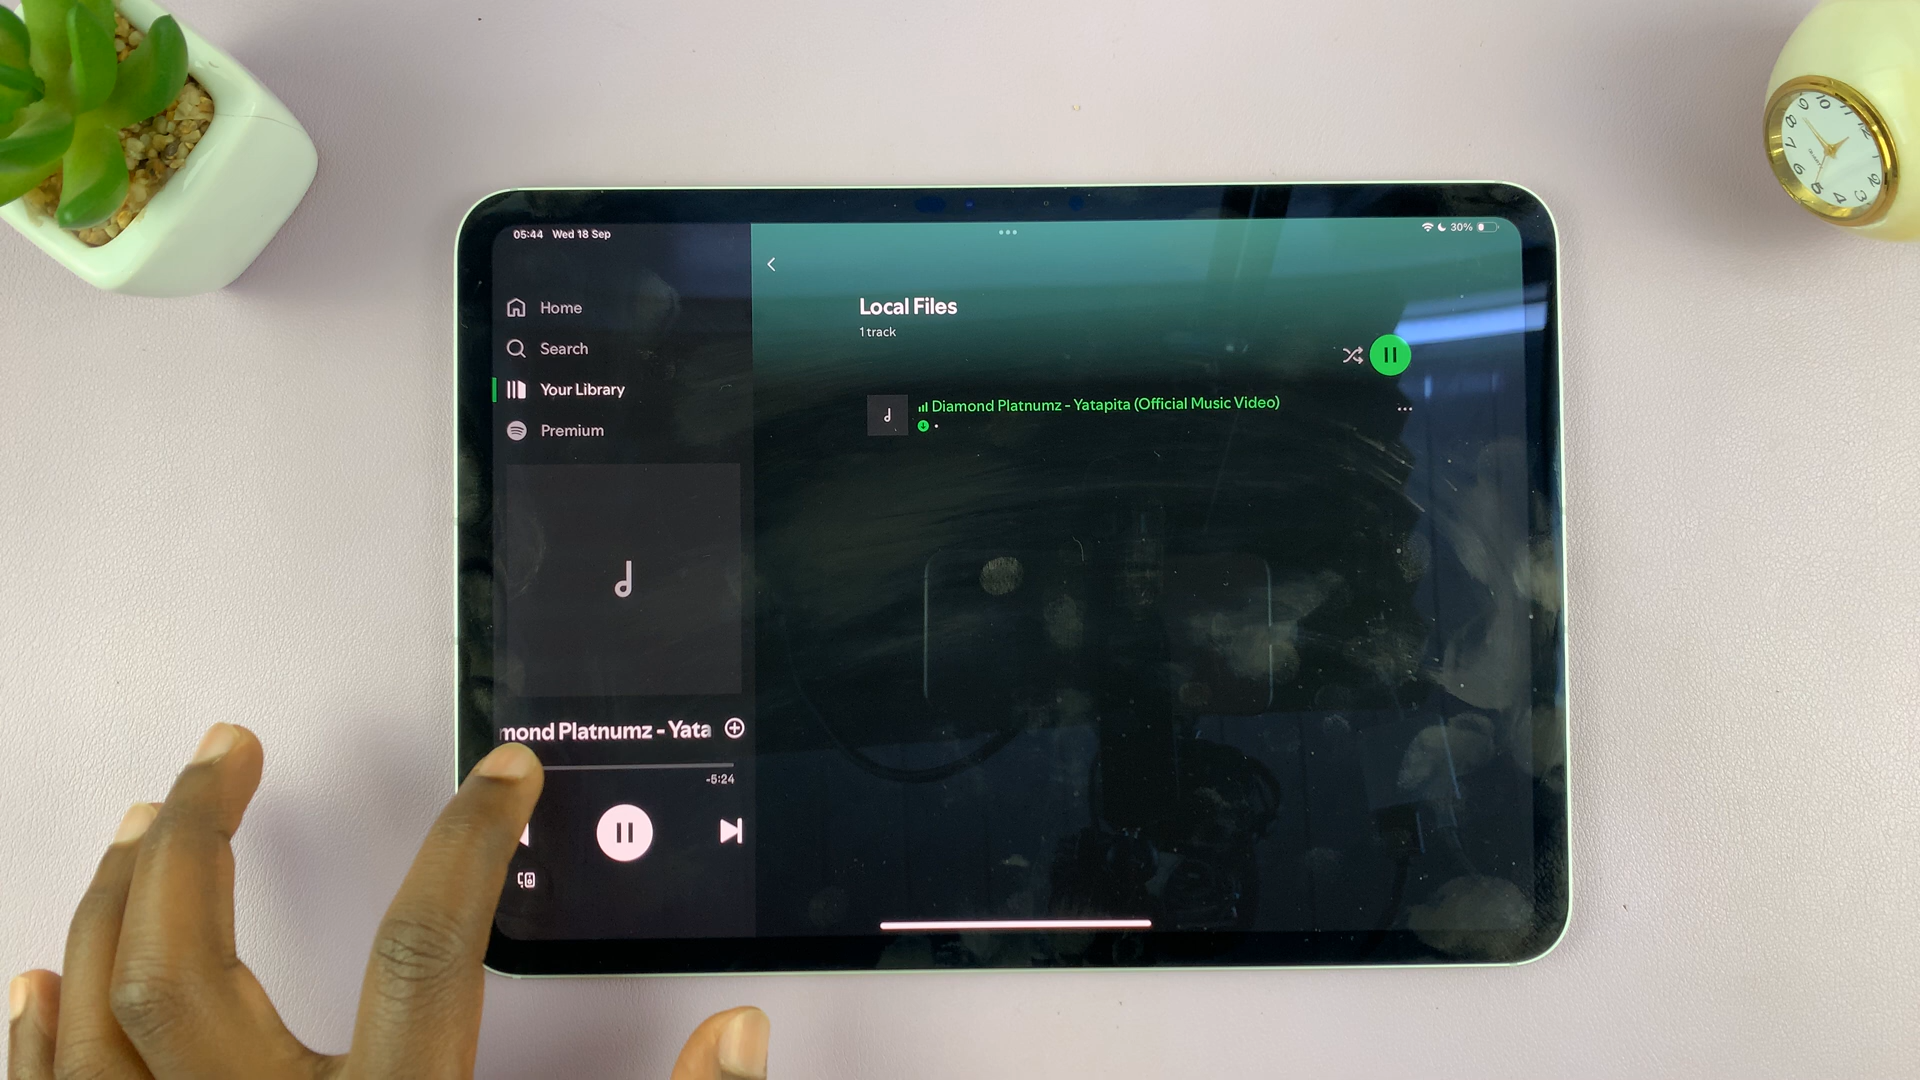 05:44 Wed 18 Sep
30%
Home
Search
Your Library
Premium
mond Platnumz - Yata
-5:24
Local Files
1 track
Diamond Platnumz - Yatapita (Official Music Video)